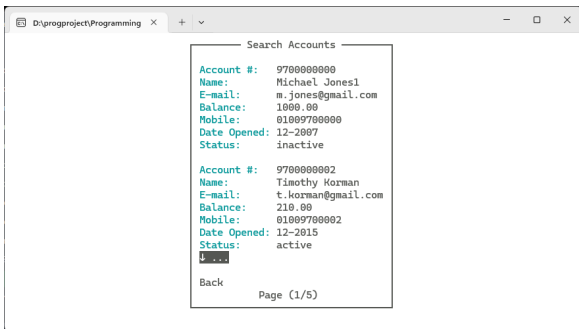 D:\progproject\Programming
Search Accounts
Account #: 9700000000
Name: Michael Jones1
E-mail: m.jones@gmail.com
Balance: 1000.00
Mobile: 01009700000
Date Opened: 12-2007
Status: inactive
Account #: 9700000002
Name: Timothy Korman
E-mail: t.korman@gmail.com
Balance: 210.00
Mobile: 01009700002
Date Opened: 12-2015
Status: active
↓ ...
Back
Page (1/5)